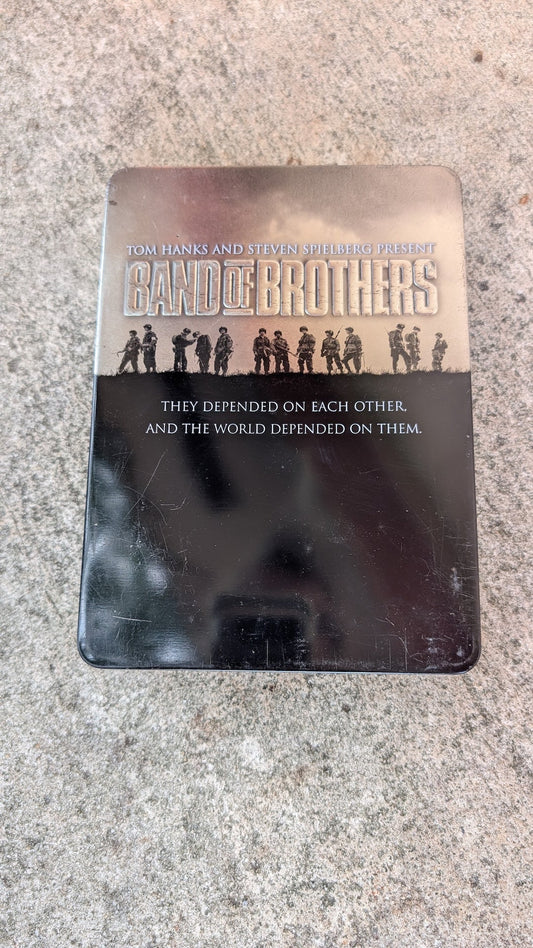 TOM HANKS AND STEVEN SPIELBERG PRESENT
BAND OF BROTHERS
THEY DEPENDED ON EACH OTHER,
AND THE WORLD DEPENDED ON THEM.